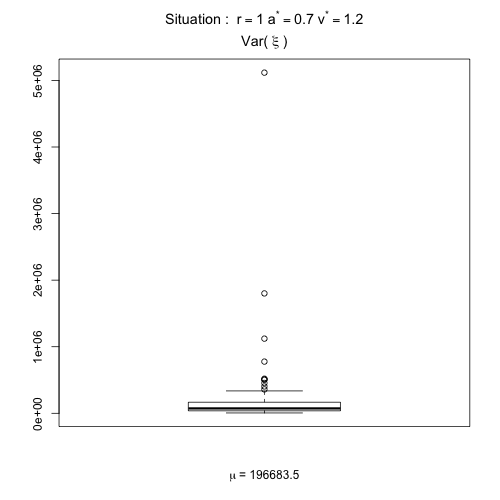 Situation : r = 1 a* = 0.7 v* = 1.2
Var( ξ )
5e+06
4e+06
3e+06
2e+06
1e+06
0e+00
μ = 196683.5